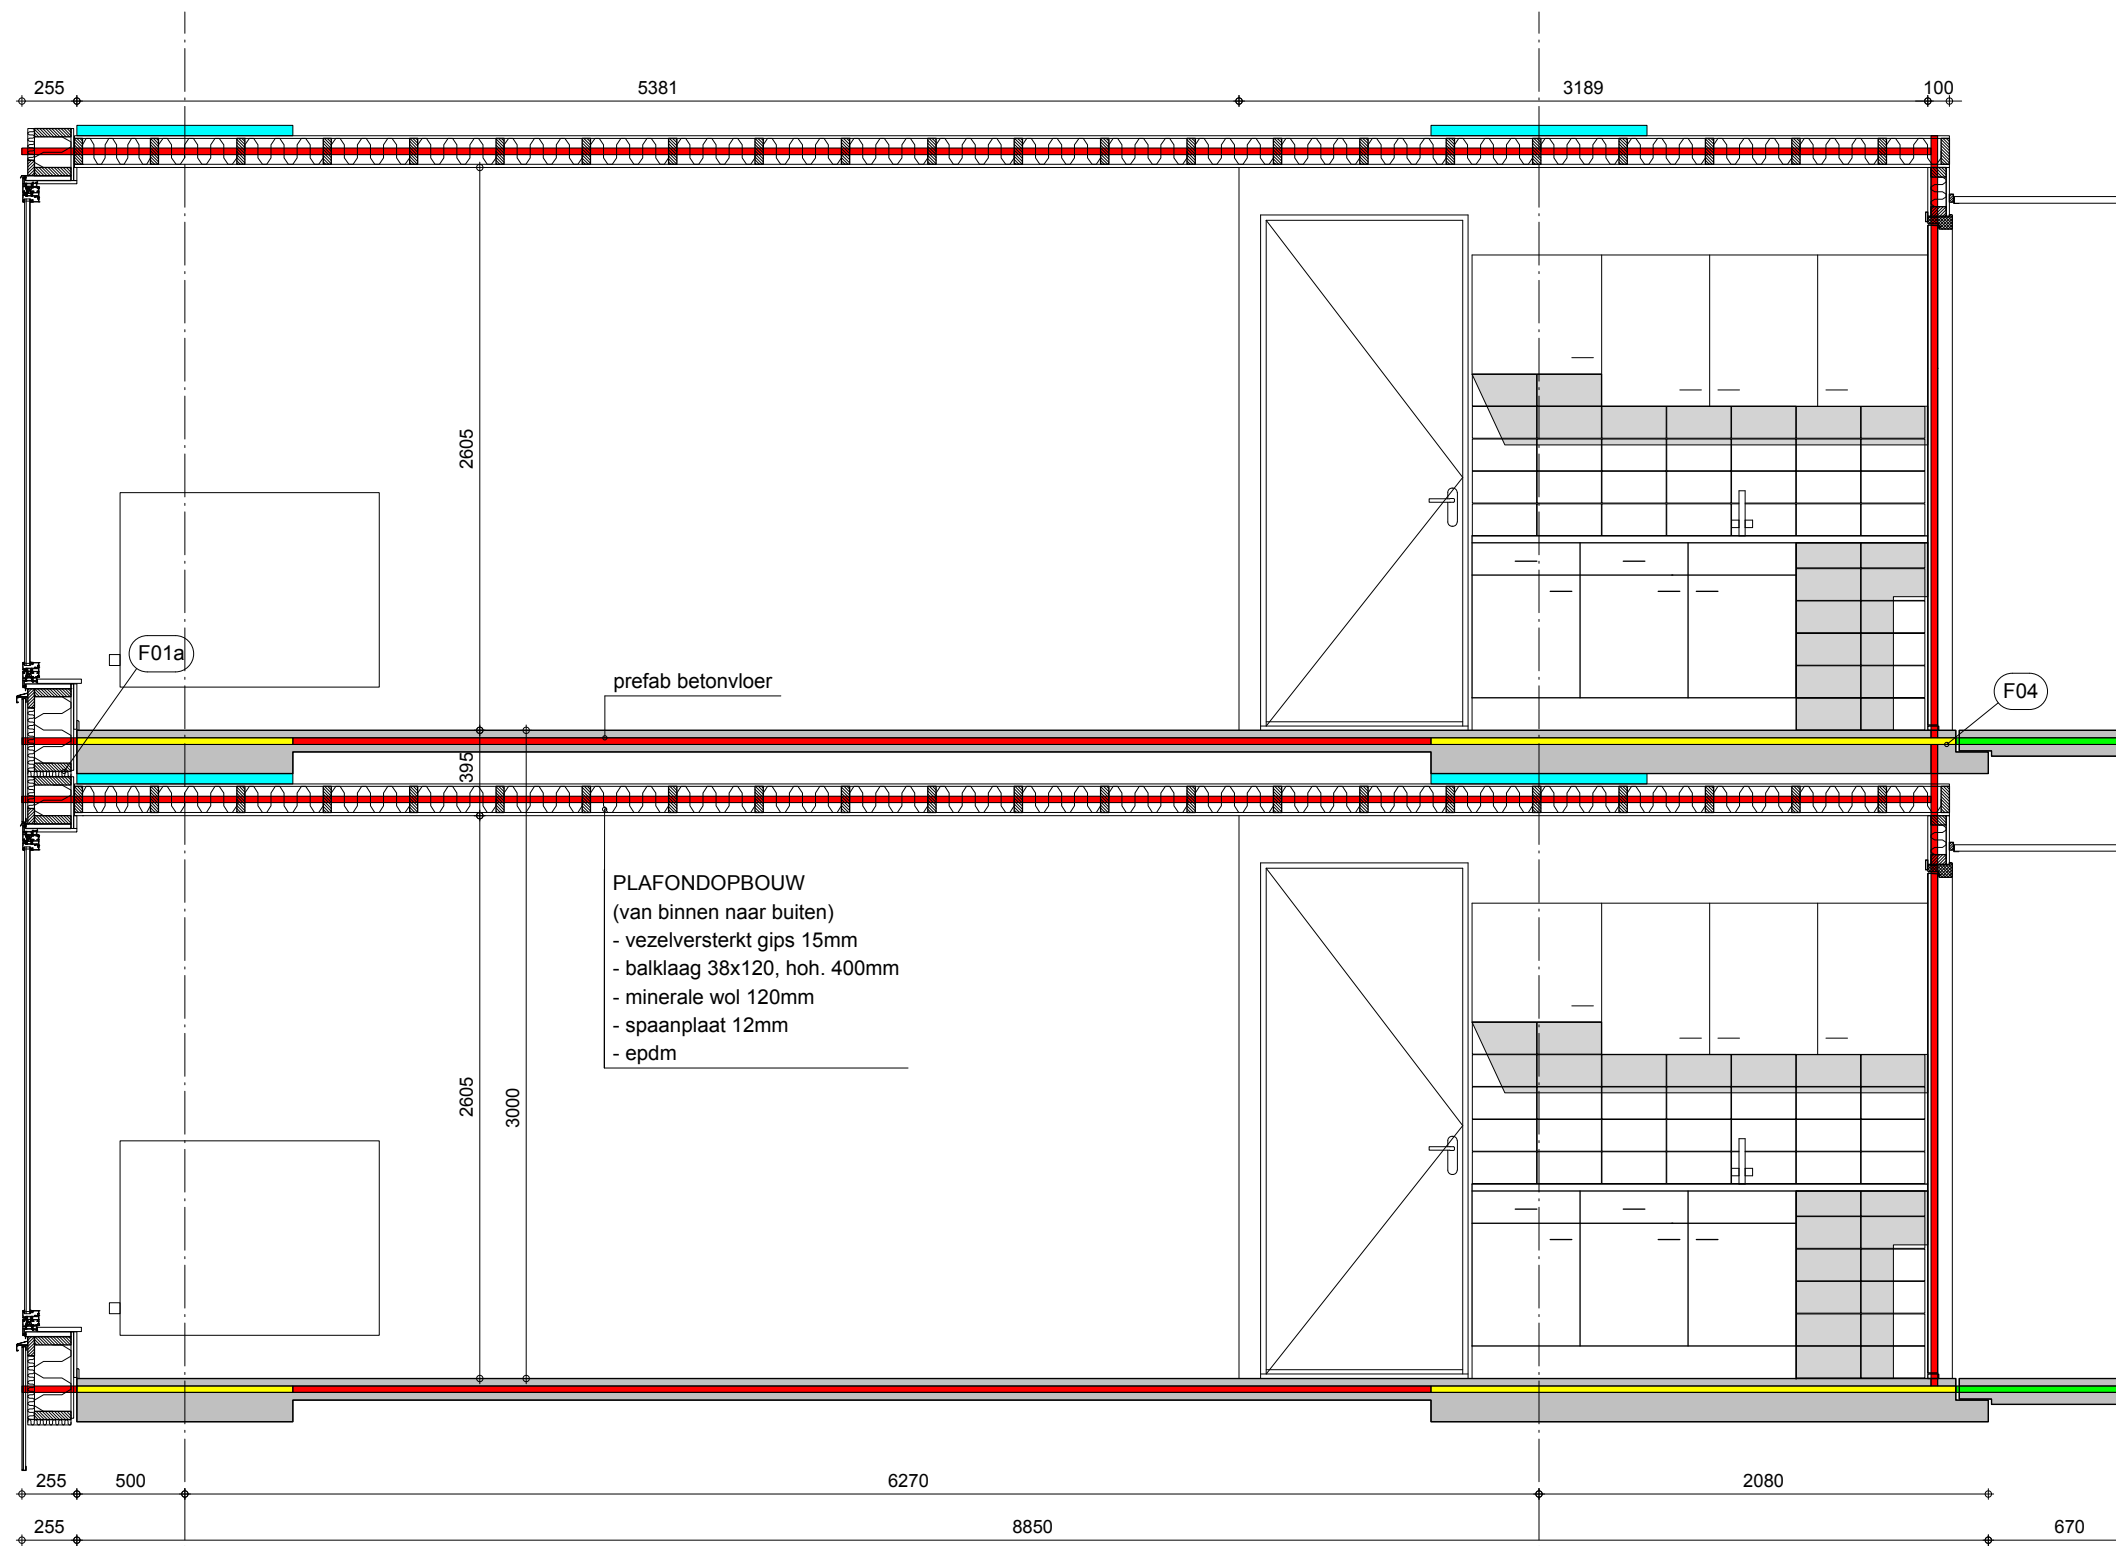 255 5381 3189 100
2605
F01a
prefab betonvloer
F04
395
PLAFONDOPBOUW
(van binnen naar buiten)
- vezelversterkt gips 15mm
- balklaag 38x120, hoh. 400mm
- minerale wol 120mm
- spaanplaat 12mm
- epdm
2605
3000
255 500 6270 2080
255 8850 670